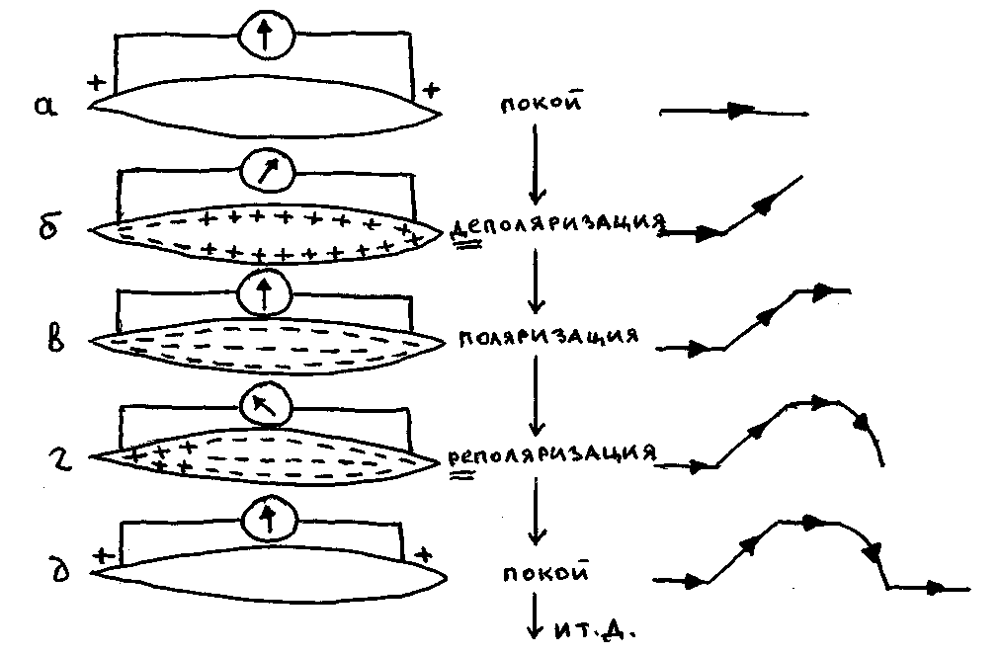 а
покой
б
деполяризация
в
поляризация
г
реполяризация
д
покой
и т.д.